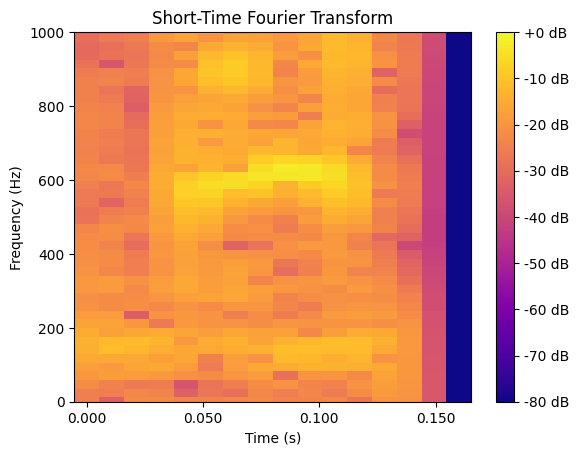 Short-Time Fourier Transform
1000
800
600
400
200
0
Frequency (Hz)
0.000
0.050
0.100
0.150
Time (s)
+0 dB
-10 dB
-20 dB
-30 dB
-40 dB
-50 dB
-60 dB
-70 dB
-80 dB